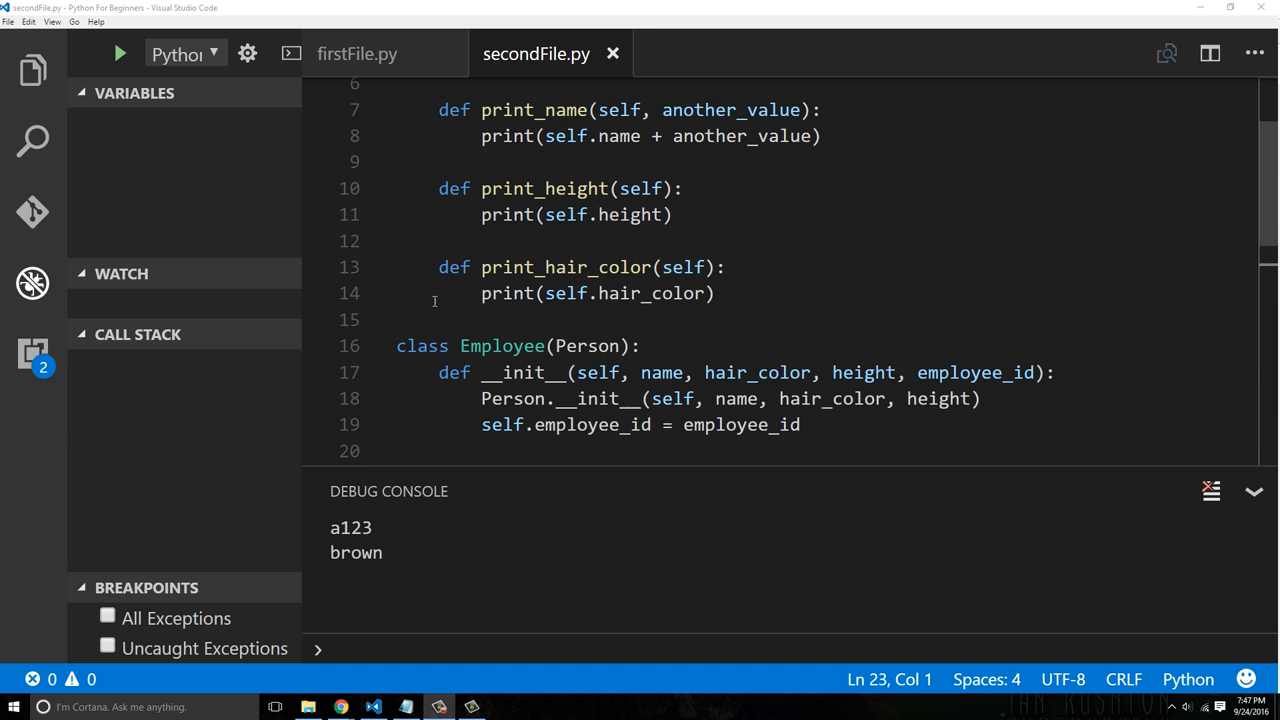 secondFile.py - Python For Beginners - Visual Studio Code
File Edit View Go Help
Python
firstFile.py
secondFile.py
VARIABLES
WATCH
CALL STACK
BREAKPOINTS
All Exceptions
Uncaught Exceptions
2
6
7 def print_name(self, another_value):
8 print(self.name + another_value)
9
10 def print_height(self):
11 print(self.height)
12
13 def print_hair_color(self):
14 print(self.hair_color)
15
16 class Employee(Person):
17 def __init__(self, name, hair_color, height, employee_id):
18 Person.__init__(self, name, hair_color, height)
19 self.employee_id = employee_id
20
DEBUG CONSOLE
a123
brown
0 0
Ln 23, Col 1 Spaces: 4 UTF-8 CRLF Python
I'm Cortana. Ask me anything.
7:47 PM
9/24/2016